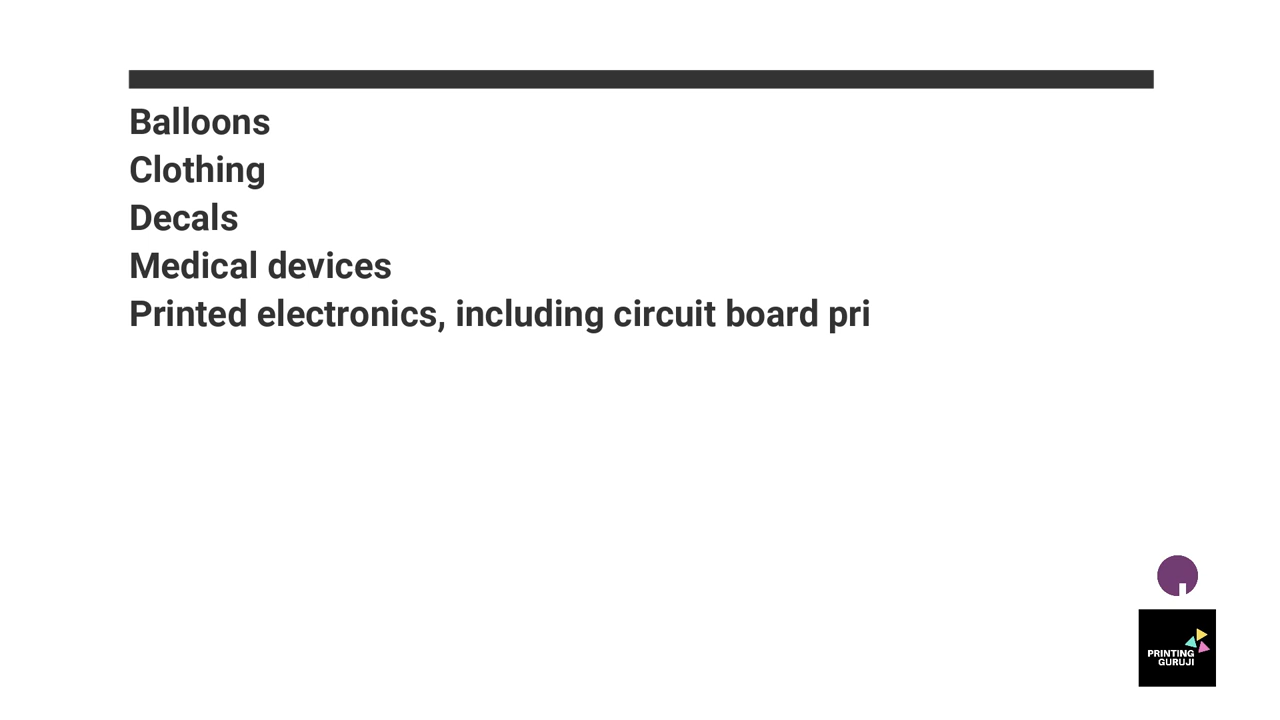 Balloons
Clothing
Decals
Medical devices
Printed electronics, including circuit board pri
PRINTING
GURUJI